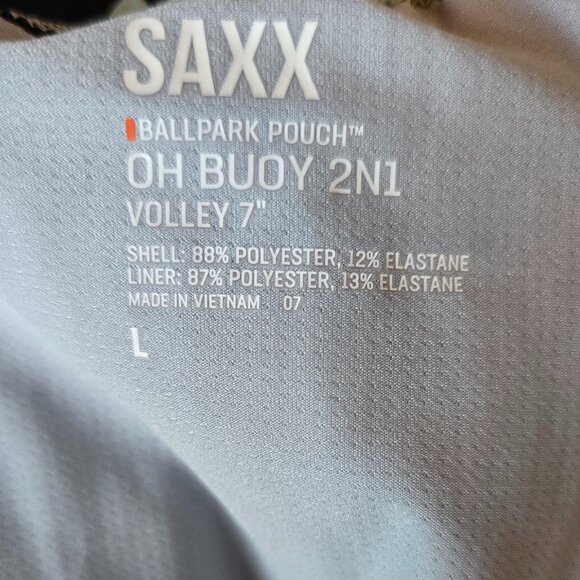 SAXX
BALLPARK POUCH™
OH BUOY 2N1
VOLLEY 7"
SHELL: 88% POLYESTER, 12% ELASTANE
LINER: 87% POLYESTER, 13% ELASTANE
MADE IN VIETNAM 07
L